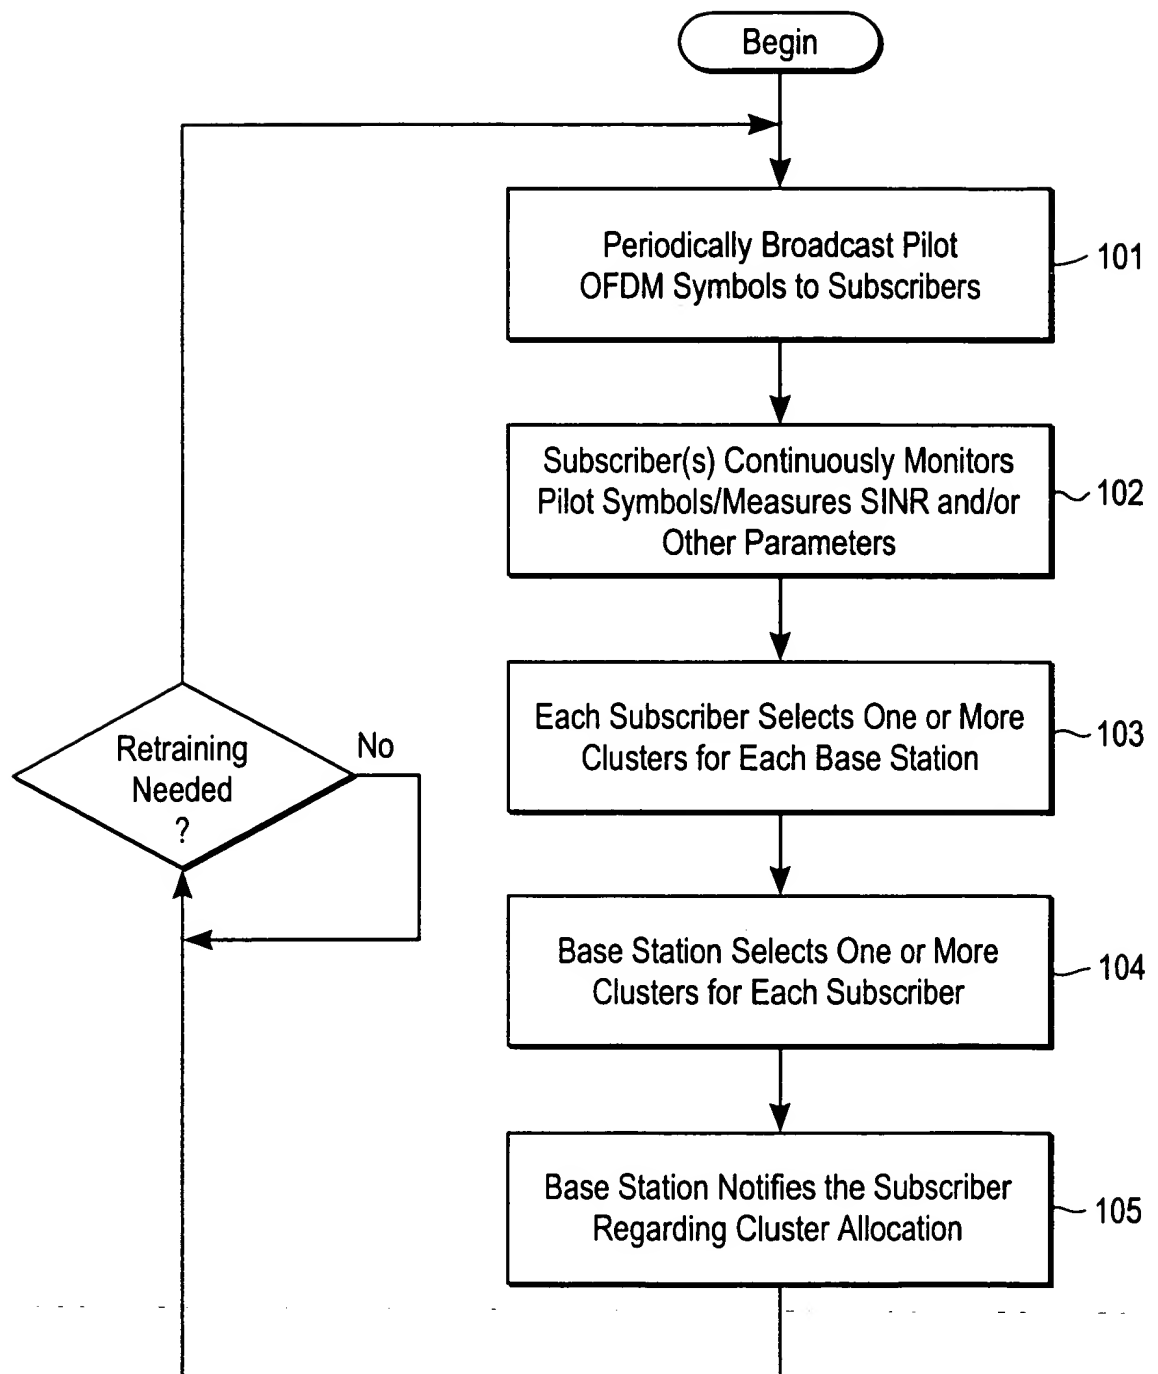 Begin
Periodically Broadcast Pilot
OFDM Symbols to Subscribers
101
Subscriber(s) Continuously Monitors
Pilot Symbols/Measures SINR and/or
Other Parameters
102
Each Subscriber Selects One or More
Clusters for Each Base Station
103
Retraining
Needed
?
No
Base Station Selects One or More
Clusters for Each Subscriber
104
Base Station Notifies the Subscriber
Regarding Cluster Allocation
105